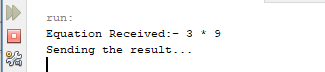 run:
Equation Received:- 3 * 9
Sending the result...